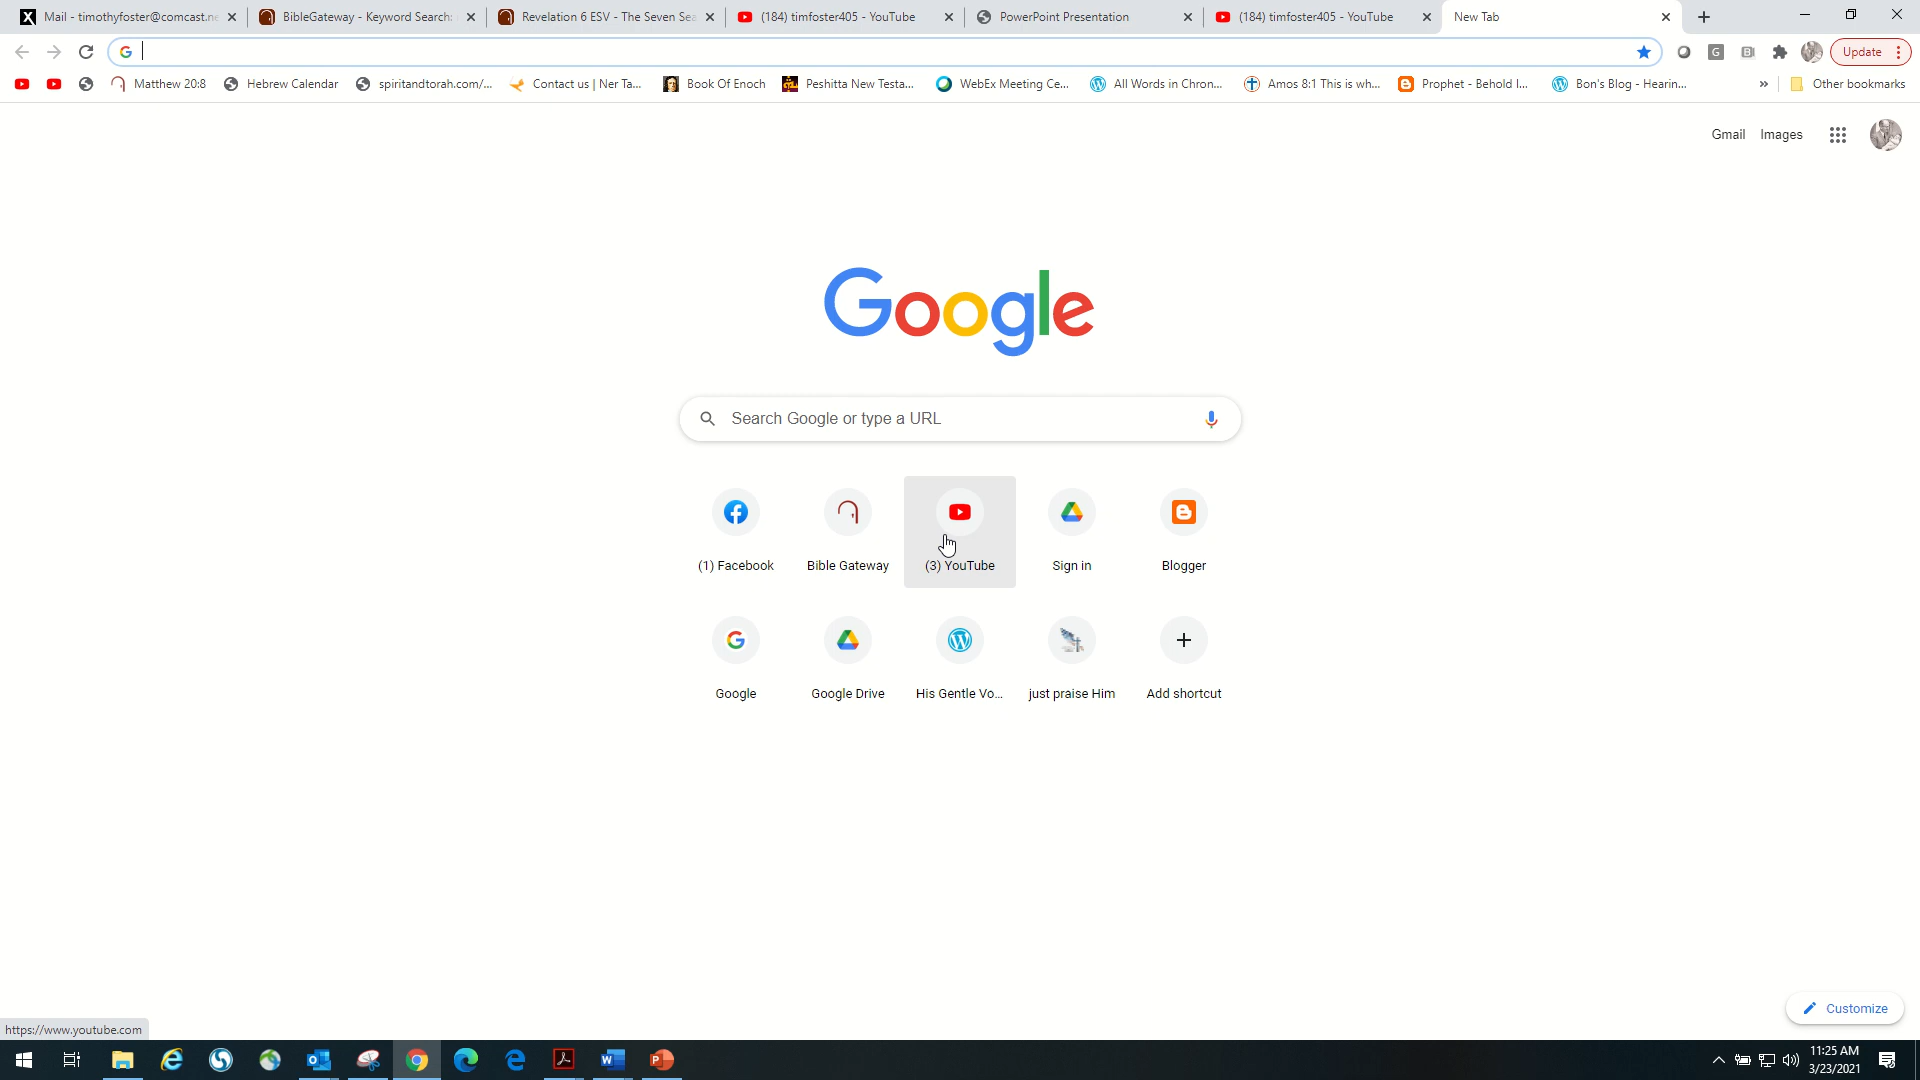 Mail - timothyfoster@comcast.ne
BibleGateway - Keyword Search:
Revelation 6 ESV - The Seven Sea
(184) timfoster405 - YouTube
PowerPoint Presentation
(184) timfoster405 - YouTube
New Tab
Update
Matthew 20:8
Hebrew Calendar
spiritandtorah.com/...
Contact us | Ner Ta...
Book Of Enoch
Peshitta New Testa...
WebEx Meeting Ce...
All Words in Chron...
Amos 8:1 This is wh...
Prophet - Behold I...
Bon's Blog - Hearin...
»
Other bookmarks
Gmail
Images
Google
Search Google or type a URL
(1) Facebook
Bible Gateway
(3) YouTube
Sign in
Blogger
Google
Google Drive
His Gentle Vo...
just praise Him
Add shortcut
Customize
https://www.youtube.com
11:25 AM
3/23/2021